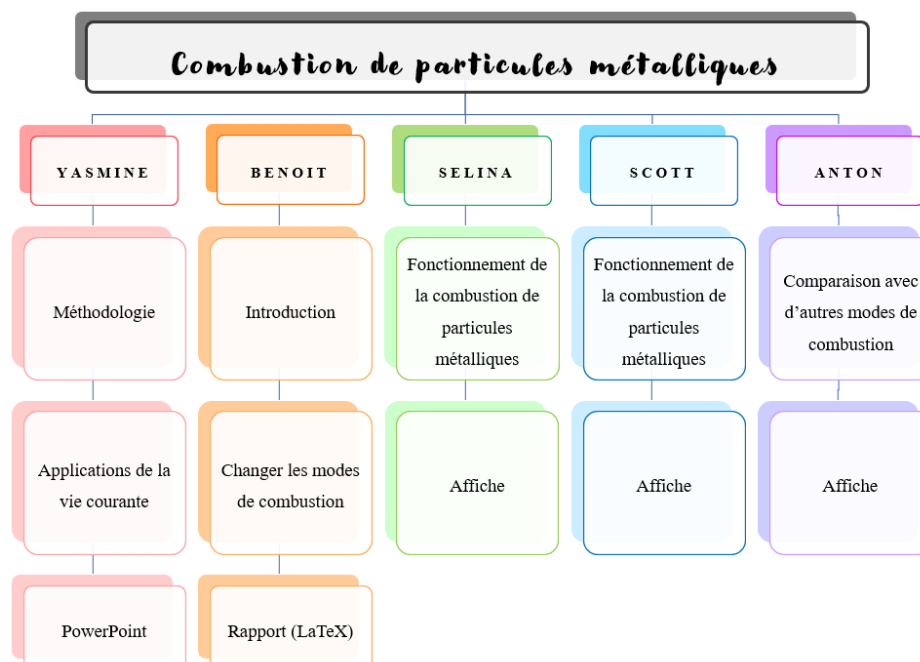 Combustion de particules métalliques
YASMINE
BENOIT
SELINA
SCOTT
ANTON
Méthodologie
Introduction
Fonctionnement de
la combustion de
particules
métalliques
Fonctionnement de
la combustion de
particules
métalliques
Comparaison avec
d’autres modes de
combustion
Applications de la
vie courante
Changer les modes
de combustion
Affiche
Affiche
Affiche
PowerPoint
Rapport (LaTeX)